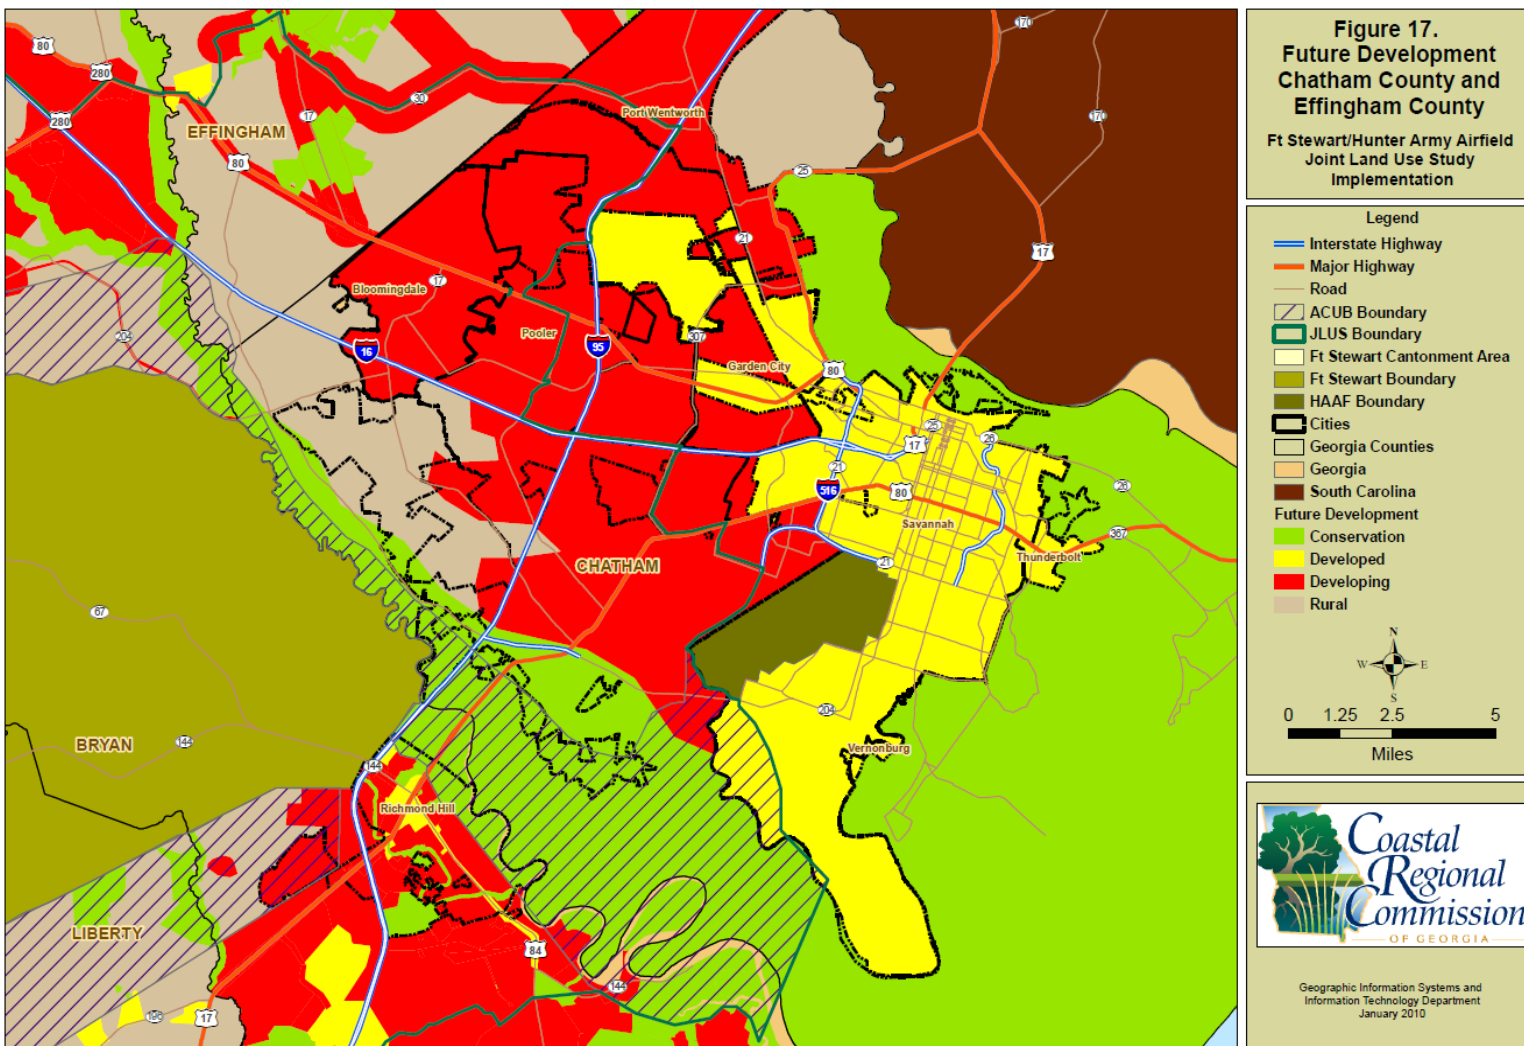 Figure 17.
Future Development
Chatham County and
Effingham County
Ft Stewart/Hunter Army Airfield
Joint Land Use Study
Implementation
Legend
Interstate Highway
Major Highway
Road
ACUB Boundary
JLUS Boundary
Ft Stewart Cantonment Area
Ft Stewart Boundary
HAAF Boundary
Cities
Georgia Counties
Georgia
South Carolina
Future Development
Conservation
Developed
Developing
Rural
N
W E
S
0 1.25 2.5 5
Miles
Coastal
Regional
Commission
OF GEORGIA
Geographic Information Systems and
Information Technology Department
January 2010
80
280
280
17
30
EFFINGHAM
80
Port Wentworth
170
170
25
17
21
Bloomingdale
17
Pooler
16
95
307
Garden City
80
204
25
17
26
21
516
80
26
Savannah
367
Thunderbolt
CHATHAM
21
67
204
Vernonburg
BRYAN
144
144
Richmond Hill
LIBERTY
84
144
196
17